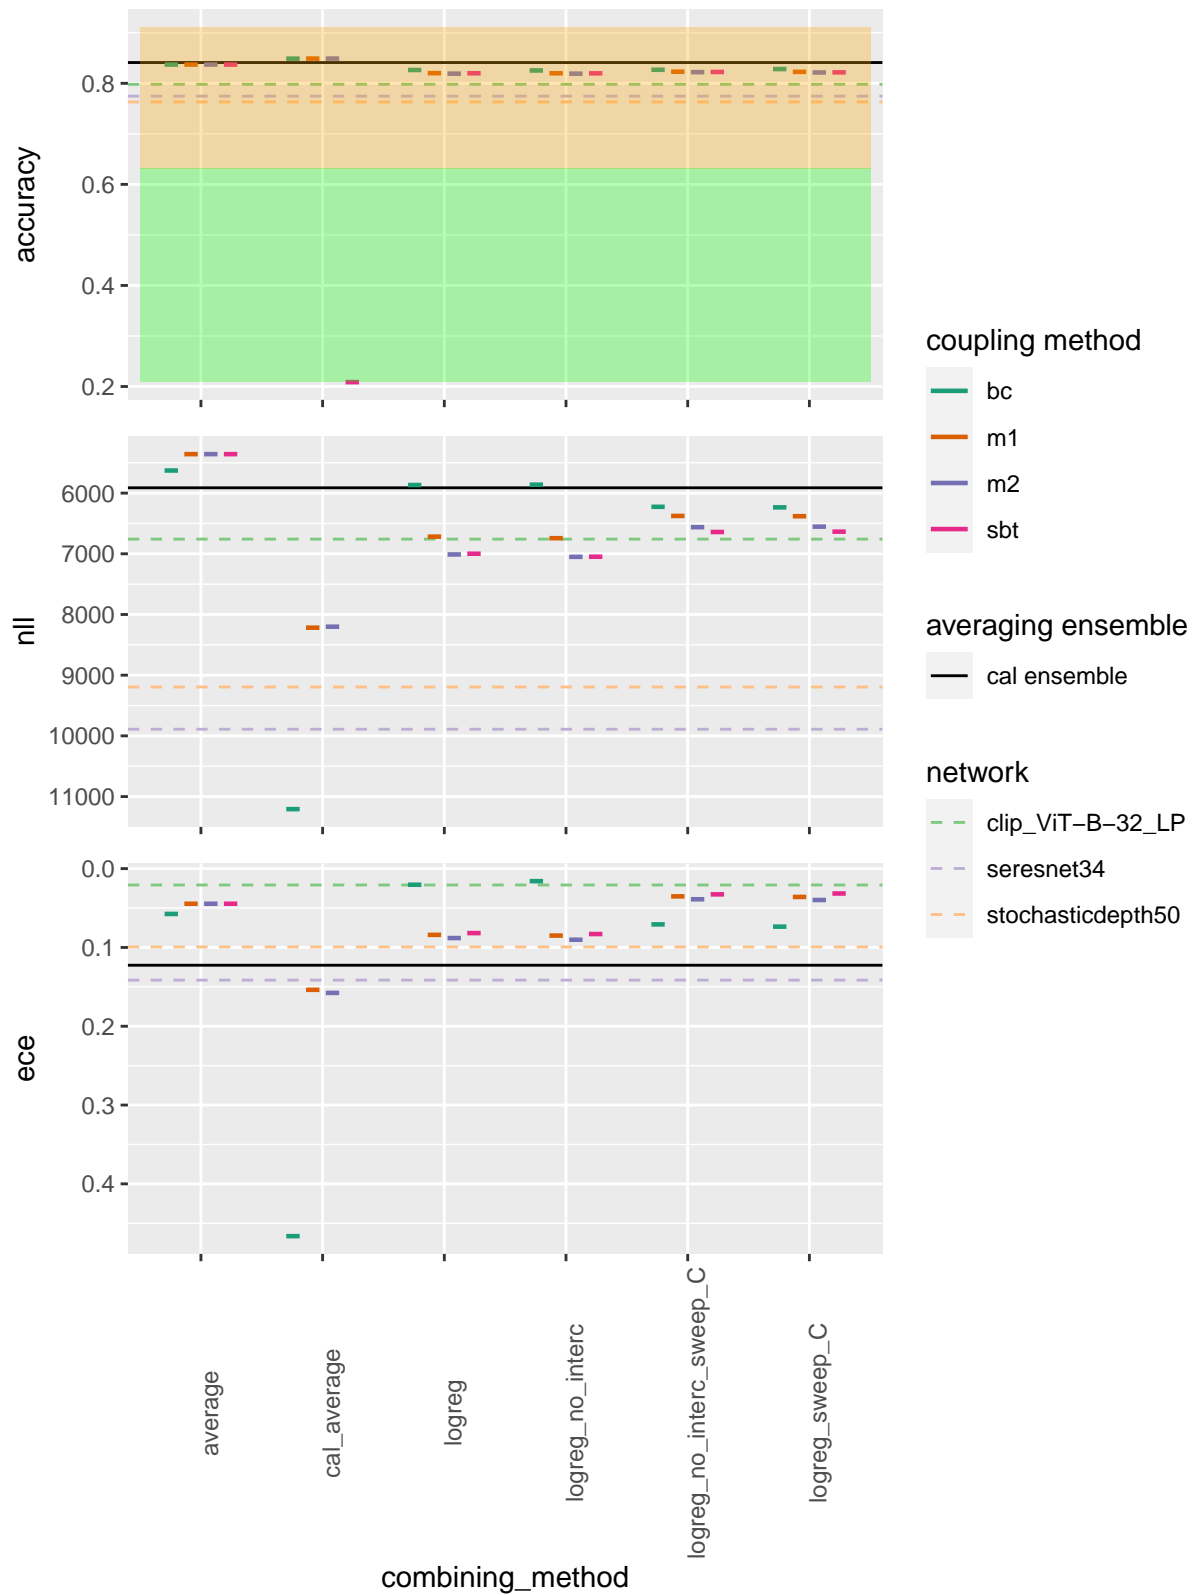 accuracy
0.8
0.6
0.4
0.2
nll
6000
7000
8000
9000
10000
11000
ece
0.0
0.1
0.2
0.3
0.4
average
cal_average
logreg
logreg_no_interc
logreg_no_interc_sweep_C
logreg_sweep_C
combining_method
coupling method
bc
m1
m2
sbt
averaging ensemble
cal ensemble
network
clip_ViT−B−32_LP
seresnet34
stochasticdepth50